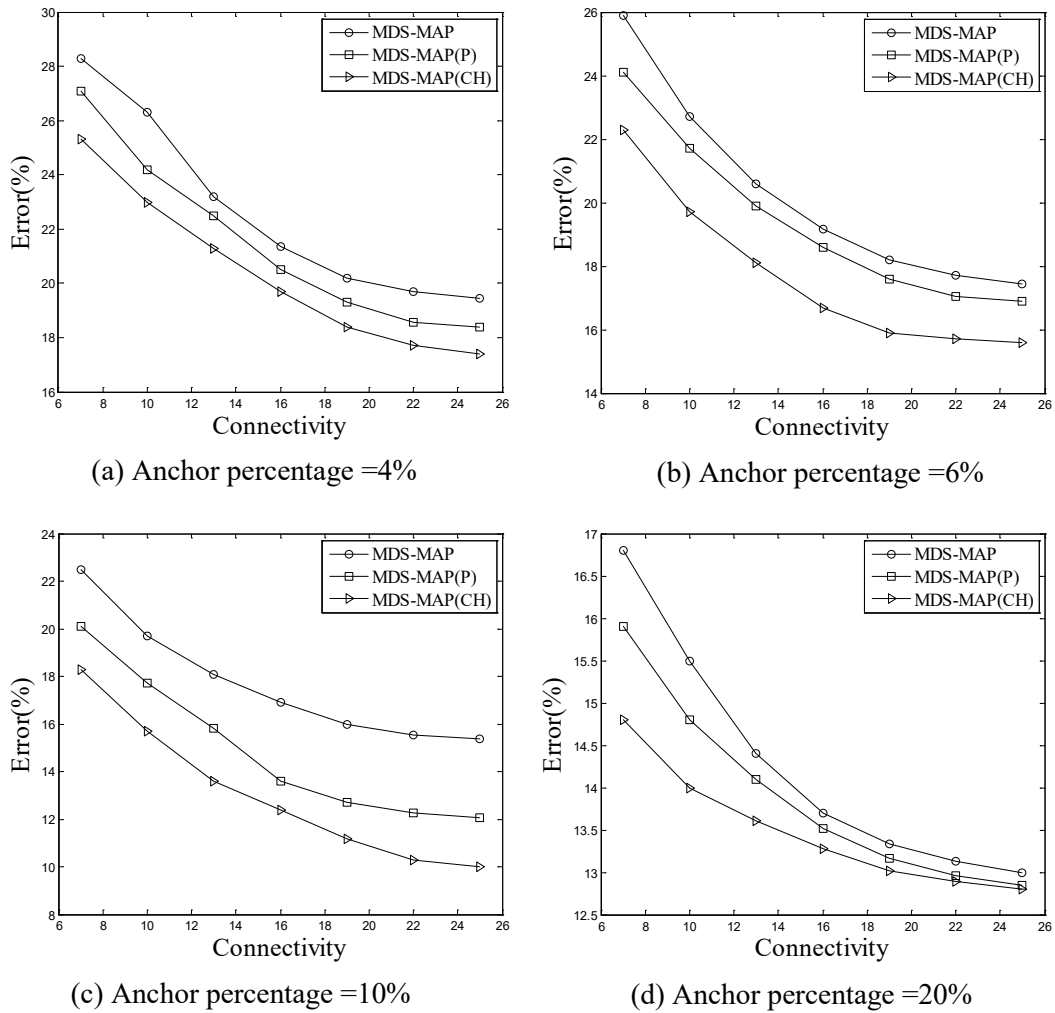 30
28
26
24
22
20
18
16
Error(%)
MDS-MAP
MDS-MAP(P)
MDS-MAP(CH)
6 8 10 12 14 16 18 20 22 24 26
Connectivity
(a) Anchor percentage =4%
26
24
22
20
18
16
14
Error(%)
MDS-MAP
MDS-MAP(P)
MDS-MAP(CH)
6 8 10 12 14 16 18 20 22 24 26
Connectivity
(b) Anchor percentage =6%
24
22
20
18
16
14
12
10
8
Error(%)
MDS-MAP
MDS-MAP(P)
MDS-MAP(CH)
6 8 10 12 14 16 18 20 22 24 26
Connectivity
(c) Anchor percentage =10%
17
16.5
16
15.5
15
14.5
14
13.5
13
12.5
Error(%)
MDS-MAP
MDS-MAP(P)
MDS-MAP(CH)
6 8 10 12 14 16 18 20 22 24 26
Connectivity
(d) Anchor percentage =20%